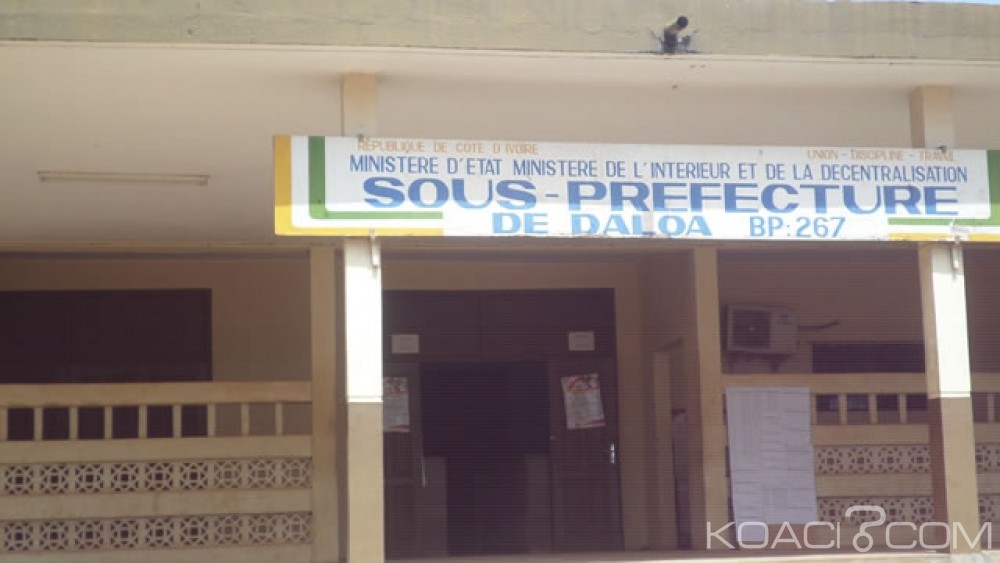 REPUBLIQUE DE COTE D'IVOIRE UNION - DISCIPLINE - TRAVAIL
MINISTERE D'ETAT MINISTERE DE L'INTERIEUR ET DE LA DECENTRALISATION
SOUS-PREFECTURE
DE DALOA BP:267
KOACI.COM